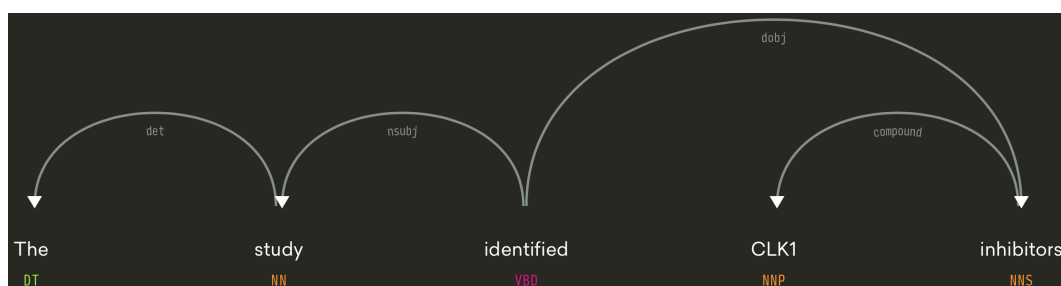 dobj
det nsubj compound
The study identified CLK1 inhibitors
DT NN VBD NNP NNS